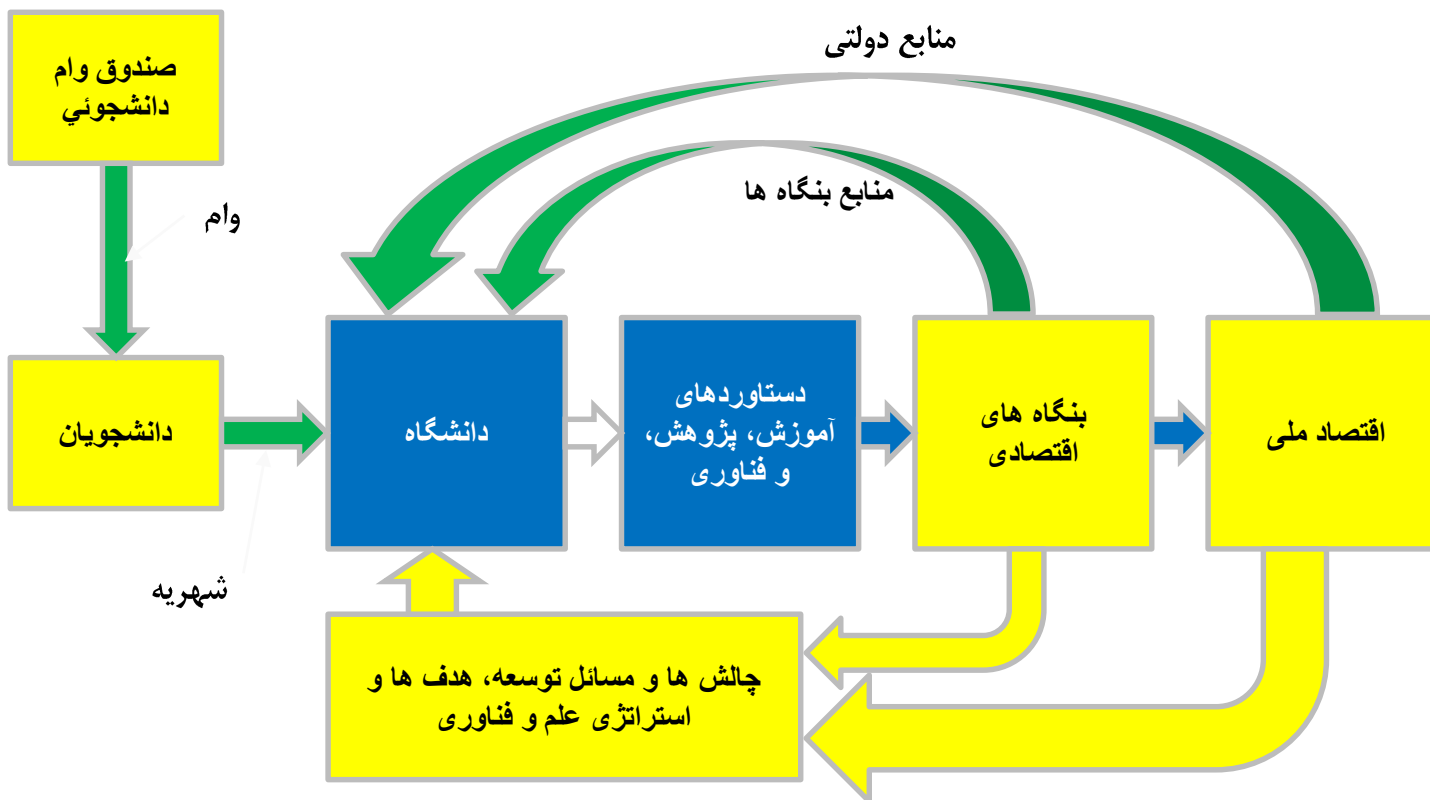 منابع دولتی
صندوق وام
دانشجوئي
منابع بنگاه ها
وام
دانشجویان
دانشگاه
دستاوردهای
آموزش، پژوهش،
و فناوری
بنگاه های
اقتصادی
اقتصاد ملی
شهریه
چالش ها و مسائل توسعه، هدف ها و
استراتژی علم و فناوری